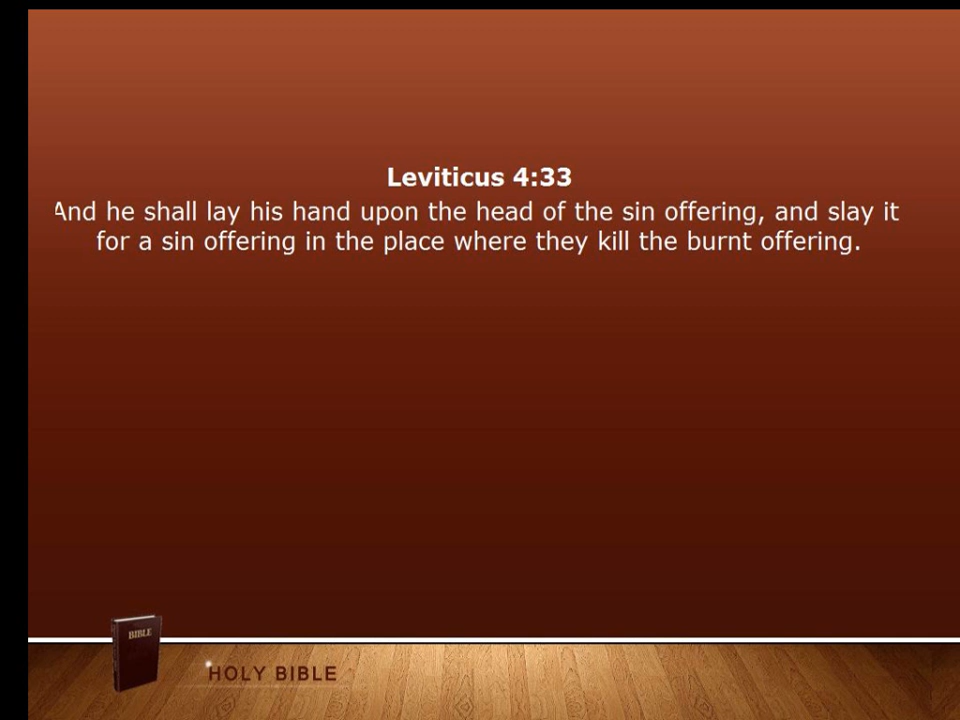 Leviticus 4:33
And he shall lay his hand upon the head of the sin offering, and slay it
for a sin offering in the place where they kill the burnt offering.
BIBLE
HOLY BIBLE